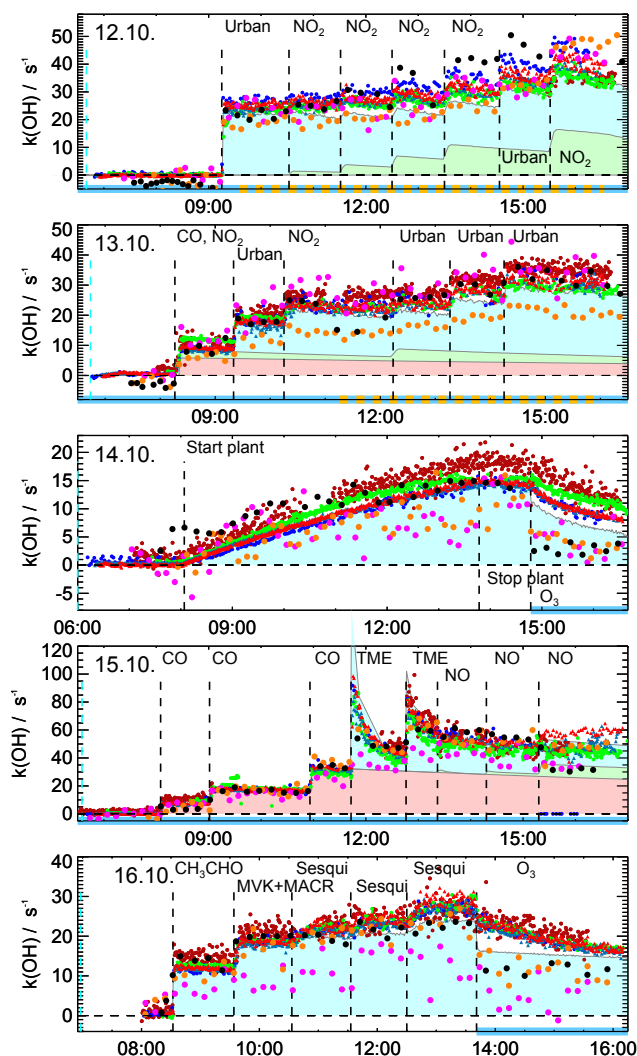 Urban NO₂ NO₂ NO₂ NO₂
12.10.
50
40
30
20
10
0
k(OH) / s⁻¹
Urban NO₂
09:00 12:00 15:00
CO, NO₂ NO₂ Urban Urban Urban
13.10. Urban
50
40
30
20
10
0
k(OH) / s⁻¹
09:00 12:00 15:00
14.10. Start plant
20
15
10
5
0
-5
k(OH) / s⁻¹
Stop plant
O₃
06:00 09:00 12:00 15:00
CO CO CO TME TME NO NO
15.10. NO
120
100
80
60
40
20
0
k(OH) / s⁻¹
09:00 12:00 15:00
CH₃CHO Sesqui Sesqui O₃
16.10. MVK+MACR Sesqui
40
30
20
10
0
k(OH) / s⁻¹
08:00 10:00 12:00 14:00 16:00